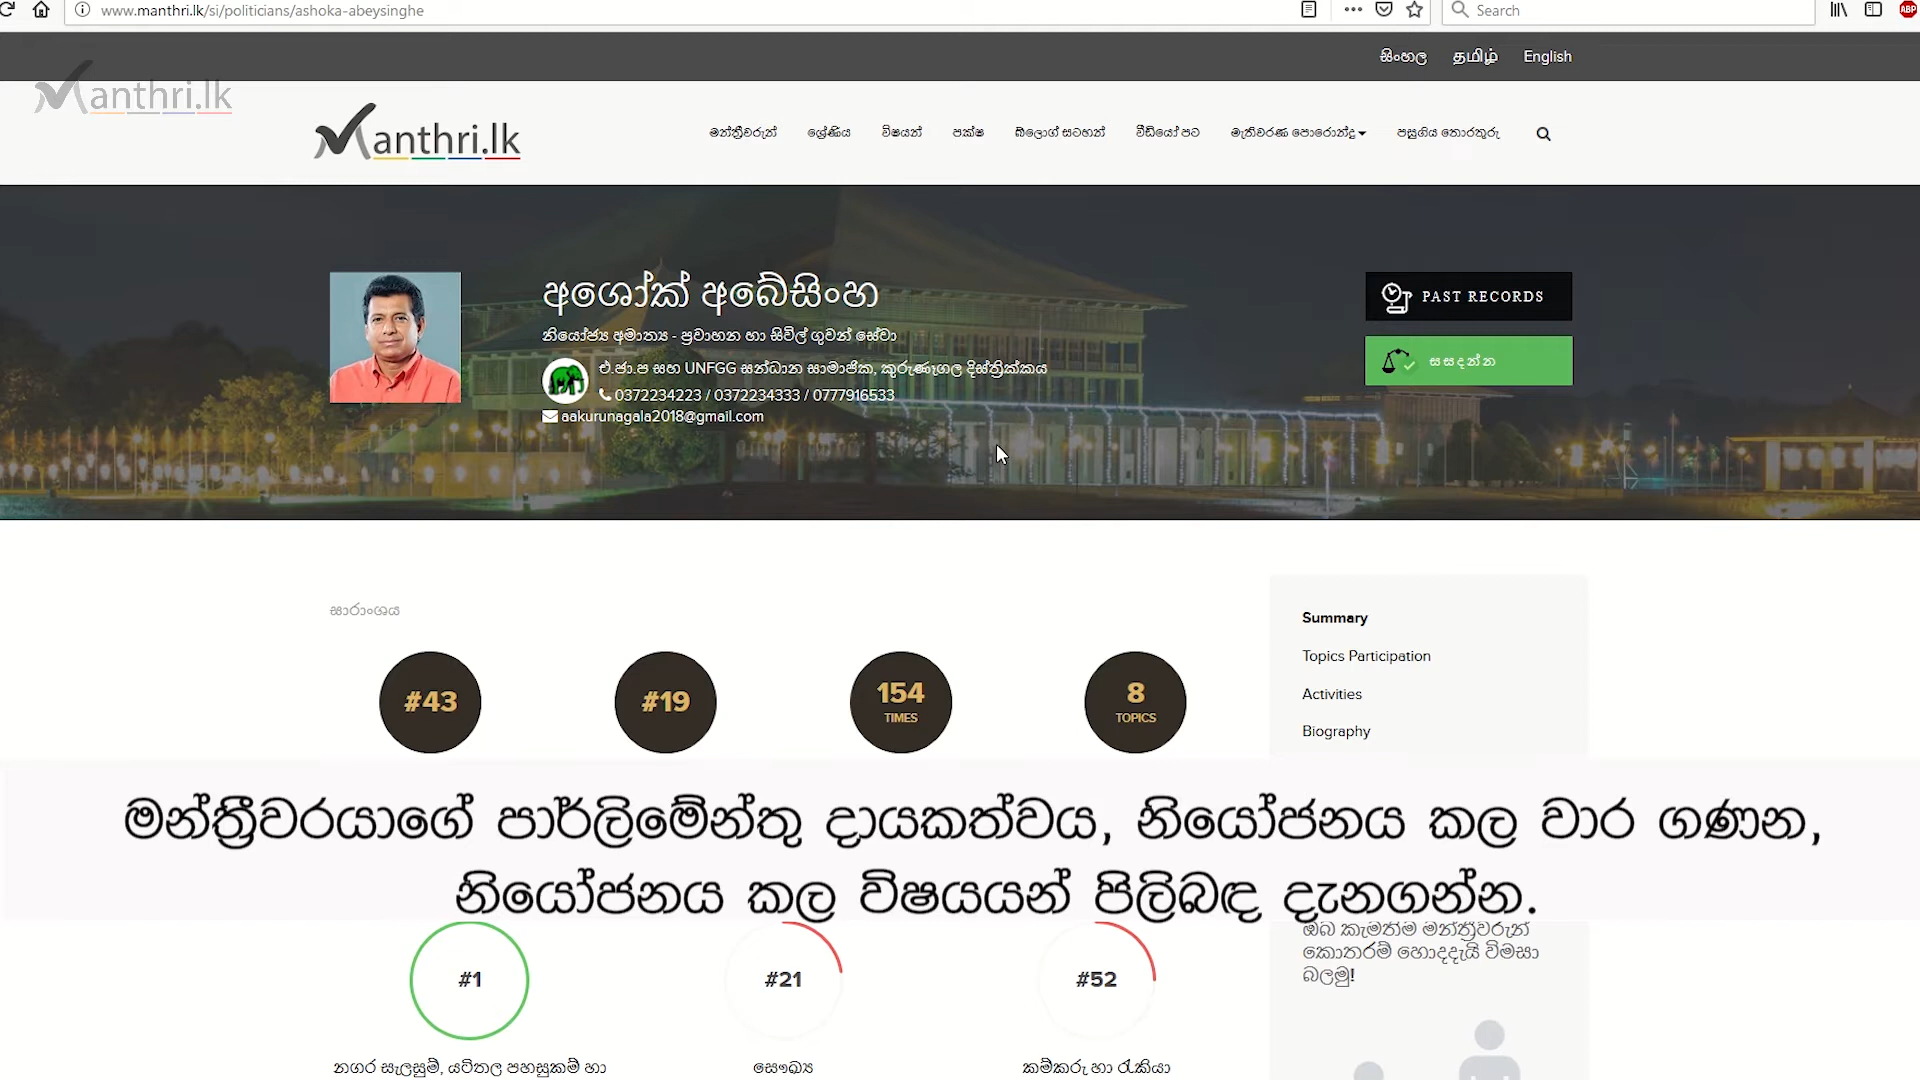 www.manthri.lk/si/politicians/ashoka-abeysinghe
Search
ABP
සිංහල தமிழ் English
Manthri.lk
Manthri.lk
මන්ත්‍රීවරුන් ශ්‍රේණිය විෂයන් පක්ෂ බ්ලොග් සටහන් වීඩියෝ පට මැතිවරණ පොරොන්දු පසුගිය තොරතුරු
අශෝක් අබේසිංහ
නියෝජ්‍ය අමාත්‍ය - ප්‍රවාහන හා සිවිල් ගුවන් සේවා
එ.ජා.ප සහ UNFGG සන්ධාන සාමාජික, කුරුණෑගල දිස්ත්‍රික්කය
0372234223 / 0372234333 / 0777916533
aakurunagala2018@gmail.com
PAST RECORDS
සසදන්න
සාරාංශය
#43 #19 154 TIMES 8 TOPICS
Summary
Topics Participation
Activities
Biography
මන්ත්‍රීවරයාගේ පාර්ලිමේන්තු දායකත්වය, නියෝජනය කල වාර ගණන,
නියෝජනය කල විෂයයන් පිලිබඳ දැනගන්න.
ඔබ කැමතිම මන්ත්‍රීවරුන්
කොතරම් හොදදැයි විමසා
බලමු!
#1 #21 #52
නගර සැලසුම්, යටිතල පහසුකම් හා
සෞඛ්‍ය
කම්කරු හා රැකියා